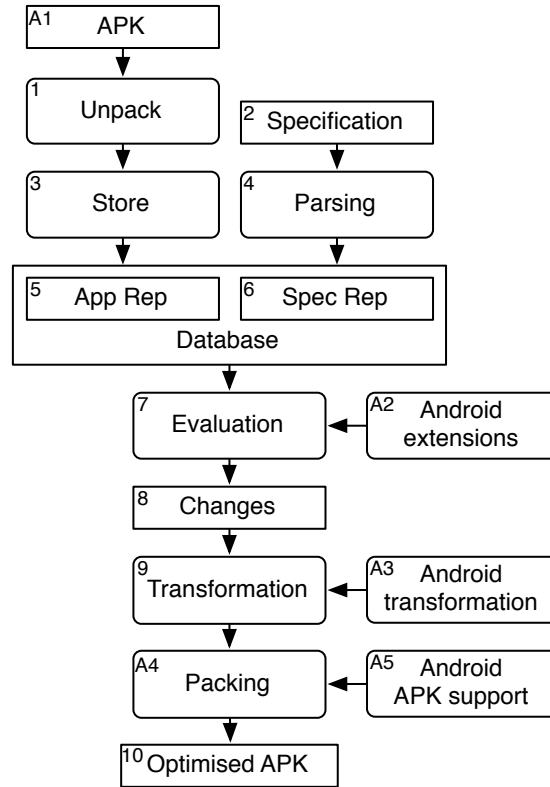 A1 APK
1 Unpack
2 Specification
3 Store
4 Parsing
5 App Rep
6 Spec Rep
Database
7 Evaluation
A2 Android
extensions
8 Changes
9 Transformation
A3 Android
transformation
A4 Packing
A5 Android
APK support
10 Optimised APK